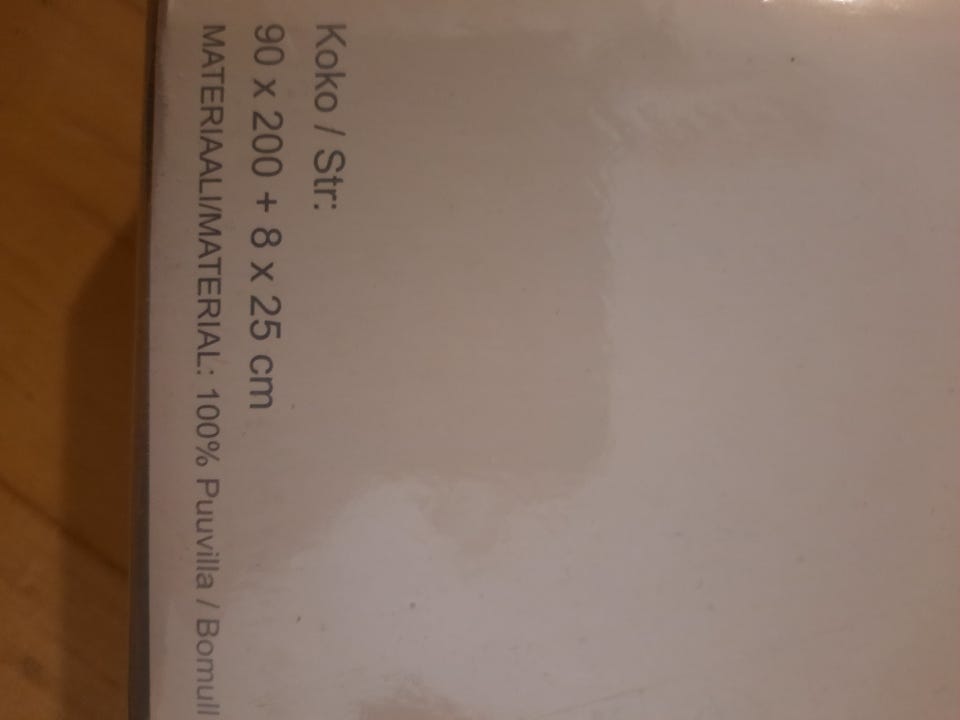 Koko / Str:
90 x 200 + 8 x 25 cm
MATERIAALI/MATERIAL: 100% Puuvilla / Bomull